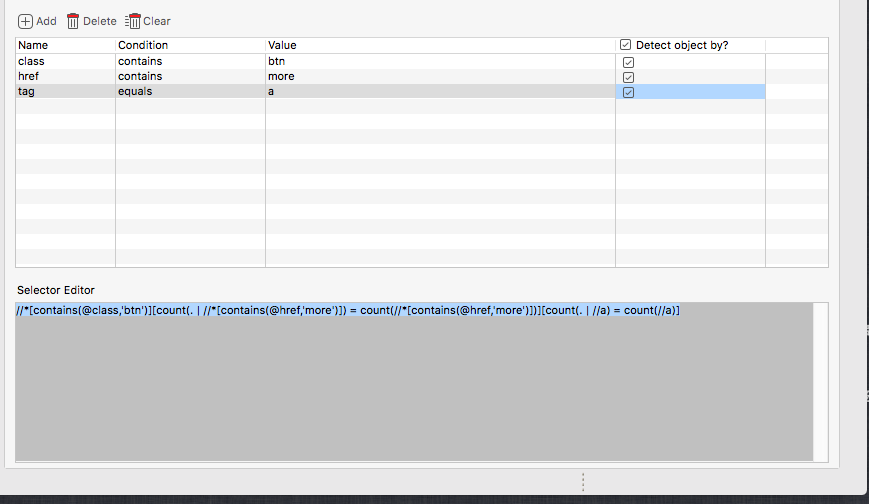 Add Delete Clear
Name Condition Value Detect object by?
class contains btn
href contains more
tag equals a
Selector Editor
//*[contains(@class,'btn')][count(. | //*[contains(@href,'more')]) = count(//*[contains(@href,'more')])][count(. | //a) = count(//a)]